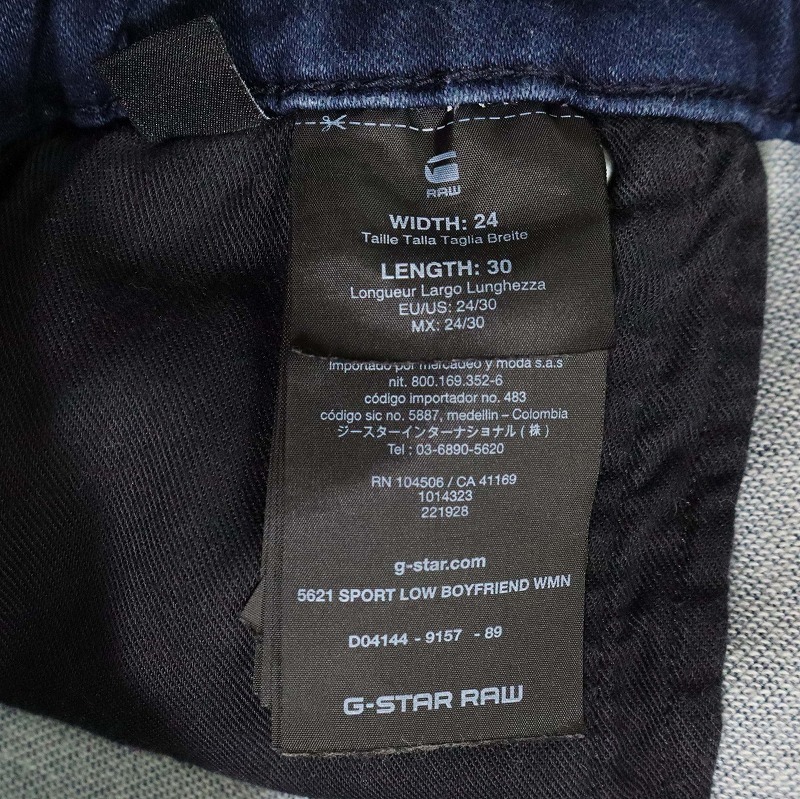 RAW
WIDTH: 24
Taille Talla Taglia Breite
LENGTH: 30
Longueur Largo Lunghezza
EU/US: 24/30
MX: 24/30
Importado por mercadeo y moda s.a.s
nit. 800.169.352-6
código importador no. 483
código sic no. 5887, medellin – Colombia
ジースターインターナショナル ( 株 )
Tel : 03-6890-5620
RN 104506 / CA 41169
1014323
221928
g-star.com
5621 SPORT LOW BOYFRIEND WMN
D04144 - 9157 - 89
G-STAR RAW